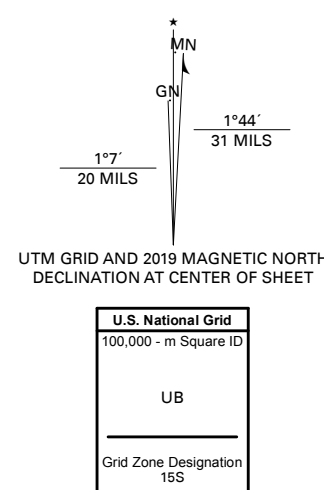 ★
MN
GN
1°44´
31 MILS
1°7´
20 MILS
UTM GRID AND 2019 MAGNETIC NORTH
DECLINATION AT CENTER OF SHEET
U.S. National Grid
100,000 - m Square ID
UB
Grid Zone Designation
15S